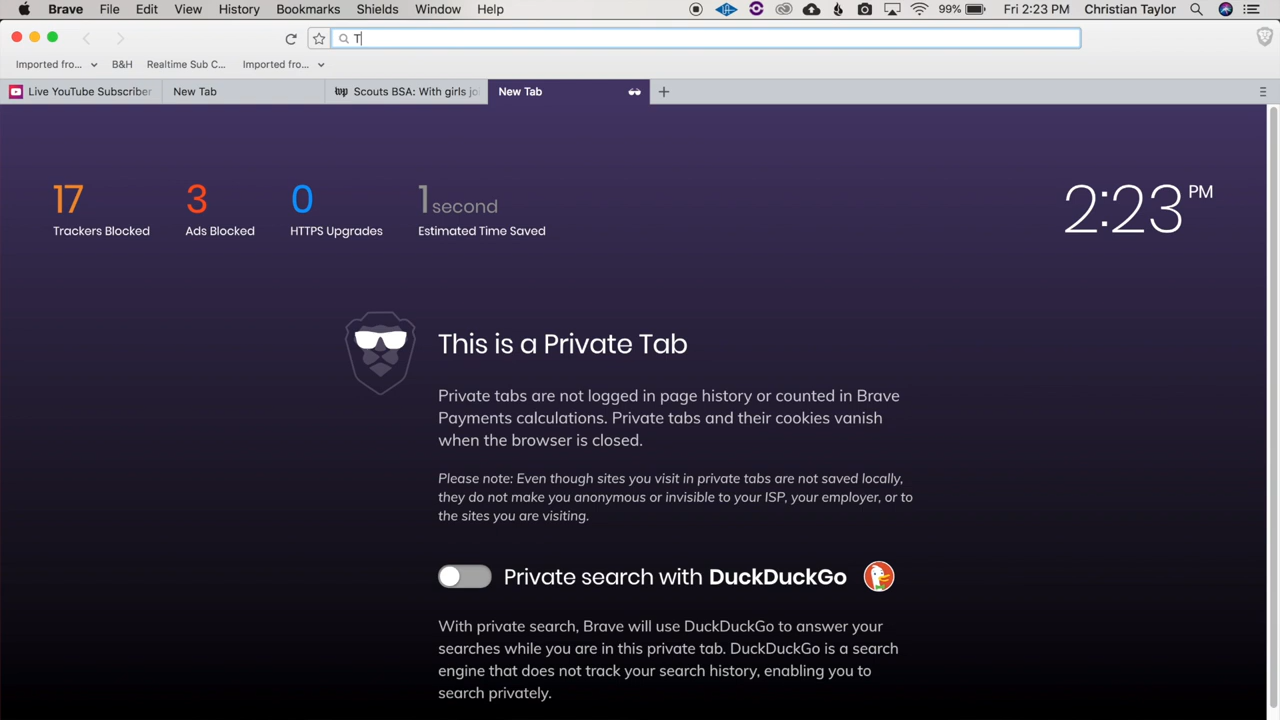 Brave File Edit View History Bookmarks Shields Window Help 99% Fri 2:23 PM Christian Taylor
T
Imported fro... B&H Realtime Sub C... Imported fro...
Live YouTube Subscriber New Tab wp Scouts BSA: With girls jo New Tab
17 3 0 1 second
Trackers Blocked Ads Blocked HTTPS Upgrades Estimated Time Saved
2:23 PM
This is a Private Tab
Private tabs are not logged in page history or counted in Brave
Payments calculations. Private tabs and their cookies vanish
when the browser is closed.
Please note: Even though sites you visit in private tabs are not saved locally,
they do not make you anonymous or invisible to your ISP, your employer, or to
the sites you are visiting.
Private search with DuckDuckGo
With private search, Brave will use DuckDuckGo to answer your
searches while you are in this private tab. DuckDuckGo is a search
engine that does not track your search history, enabling you to
search privately.